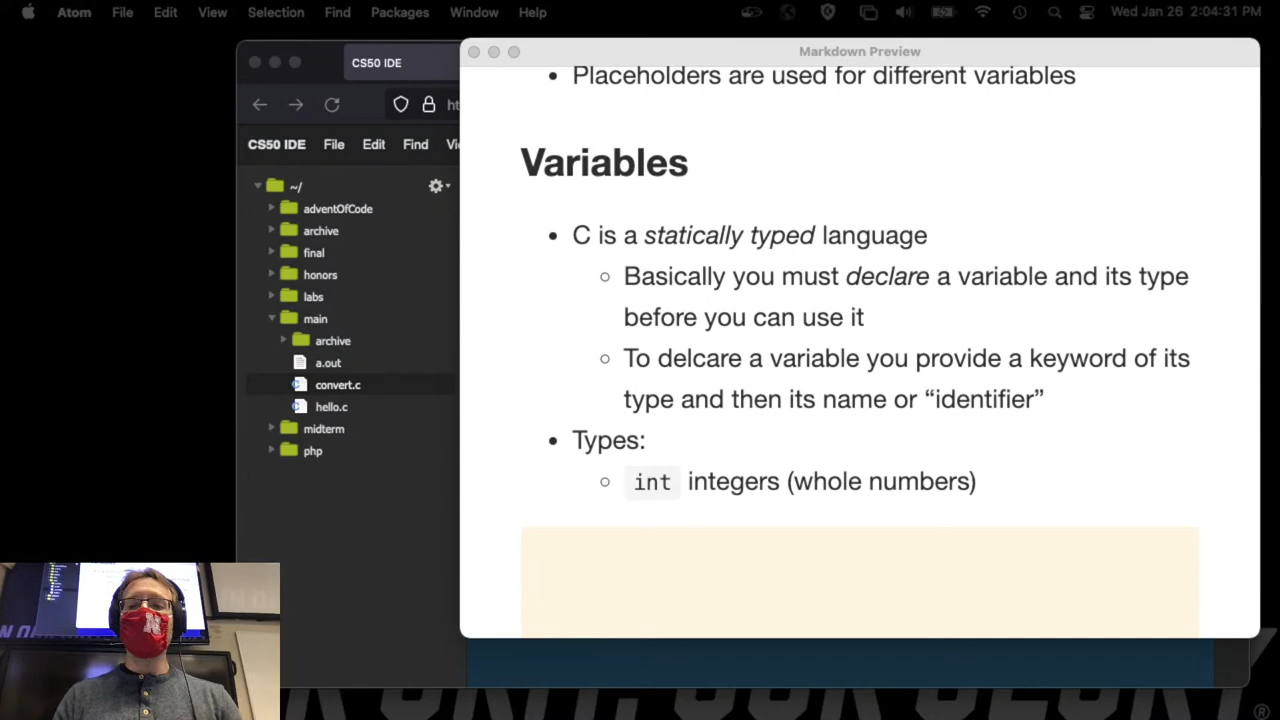 Atom File Edit View Selection Find Packages Window Help Wed Jan 26 2:04:31 PM
CS50 IDE
Markdown Preview
ht
CS50 IDE File Edit Find
~/
adventOfCode
archive
final
honors
labs
main
archive
a.out
convert.c
hello.c
midterm
php
Placeholders are used for different variables
Variables
C is a statically typed language
Basically you must declare a variable and its type
before you can use it
To delcare a variable you provide a keyword of its
type and then its name or “identifier”
Types:
int integers (whole numbers)
N